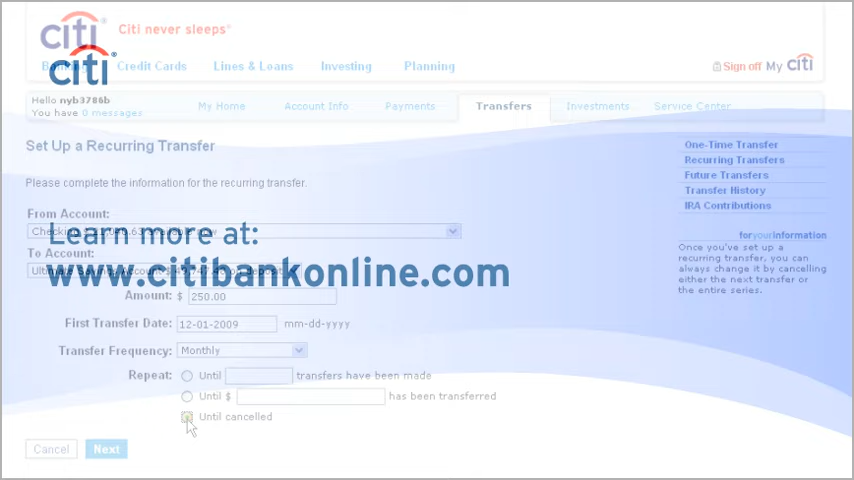 citi
Citi never sleeps
citi
Credit Cards
Lines & Loans
Investing
Planning
Sign off My citi
Hello nyb3786b
You have 0 messages
My Home
Account Info
Payments
Transfers
Investments
Service Center
Set Up a Recurring Transfer
Please complete the information for the recurring transfer.
From Account:
Learn more at:
To Account:
www.citibankonline.com
Amount: $ 250.00
First Transfer Date: 12-01-2009 mm-dd-yyyy
Transfer Frequency: Monthly
Repeat: Until transfers have been made
Until $ has been transferred
Until cancelled
Cancel
Next
One-Time Transfer
Recurring Transfers
Future Transfers
Transfer History
IRA Contributions
foryourinformation
Once you've set up a
recurring transfer, you can
always change it by cancelling
either the next transfer or
the entire series.